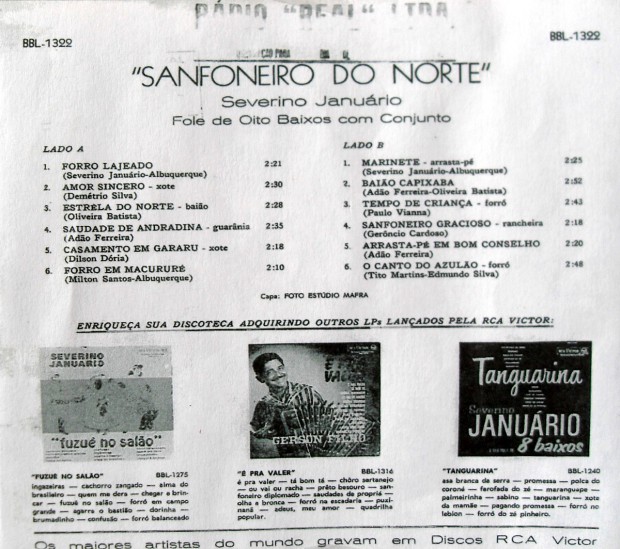 RÁDIO "REAL" LTDA
BBL-1322
BBL-1322
"SANFONEIRO DO NORTE"
Severino Januário
Fole de Oito Baixos com Conjunto
LADO A
1. FORRO LAJEADO 2:21
(Severino Januário-Albuquerque)
2. AMOR SINCERO - xote 2:30
(Demétrio Silva)
3. ESTRÊLA DO NORTE - baião 2:28
(Oliveira Batista)
4. SAUDADE DE ANDRADINA - guarânia 2:35
(Adão Ferreira)
5. CASAMENTO EM GARARU - xote 2:18
(Dilson Dória)
6. FORRO EM MACURURÉ 2:10
(Milton Santos-Albuquerque)
LADO B
1. MARINETE - arrasta-pé 2:25
(Severino Januário-Albuquerque)
2. BAIÃO CAPIXABA 2:52
(Adão Ferreira-Oliveira Batista)
3. TEMPO DE CRIANÇA - forró 2:43
(Paulo Vianna)
4. SANFONEIRO GRACIOSO - rancheira 2:18
(Gerôncio Cardoso)
5. ARRASTA-PÉ EM BOM CONSELHO 2:20
(Adão Ferreira)
6. O CANTO DO AZULÃO - forró 2:48
(Tito Martins-Edmundo Silva)
Capa: FOTO ESTÚDIO MAFRA
ENRIQUEÇA SUA DISCOTECA ADQUIRINDO OUTROS LPs LANÇADOS PELA RCA VICTOR:
SEVERINO
JANUARIO
"fuzuê no salão"
É PRA
VALER
GERSON FILHO
Tanguarina
Severino
JANUÁRIO
8 baixos
"FUZUÊ NO SALÃO" BBL-1275
ingazeiras — cachorro zangado — alma do
brasileiro — quem me dera — chegar e brin-
car — fuzuê no salão — forró em campo
grande — agarra o bastião — dorinha —
brumadinho — confusão — forró balanceado
BBL-1316
"É PRA VALER"
é pra valer — tá bom tá — chôro sertanejo
— ou vai ou racha — prêto besouro —
sanfoneiro diplomado — saudades de propriá —
olha a bronca — forró na escadaria — puxi-
nanã — adeus, meu amor — quadrilha
popular.
"TANGUARINA" BBL-1240
asa branca da serra — promessa — polca do
coroné — farofada do zé — maranguape —
palmeirinha — sabino — tanguarina — xote
da mamãe — pagando promessa — forró no
leblon — forró do zé pinheiro.
Os maiores artistas do mundo gravam em Discos RCA Victor